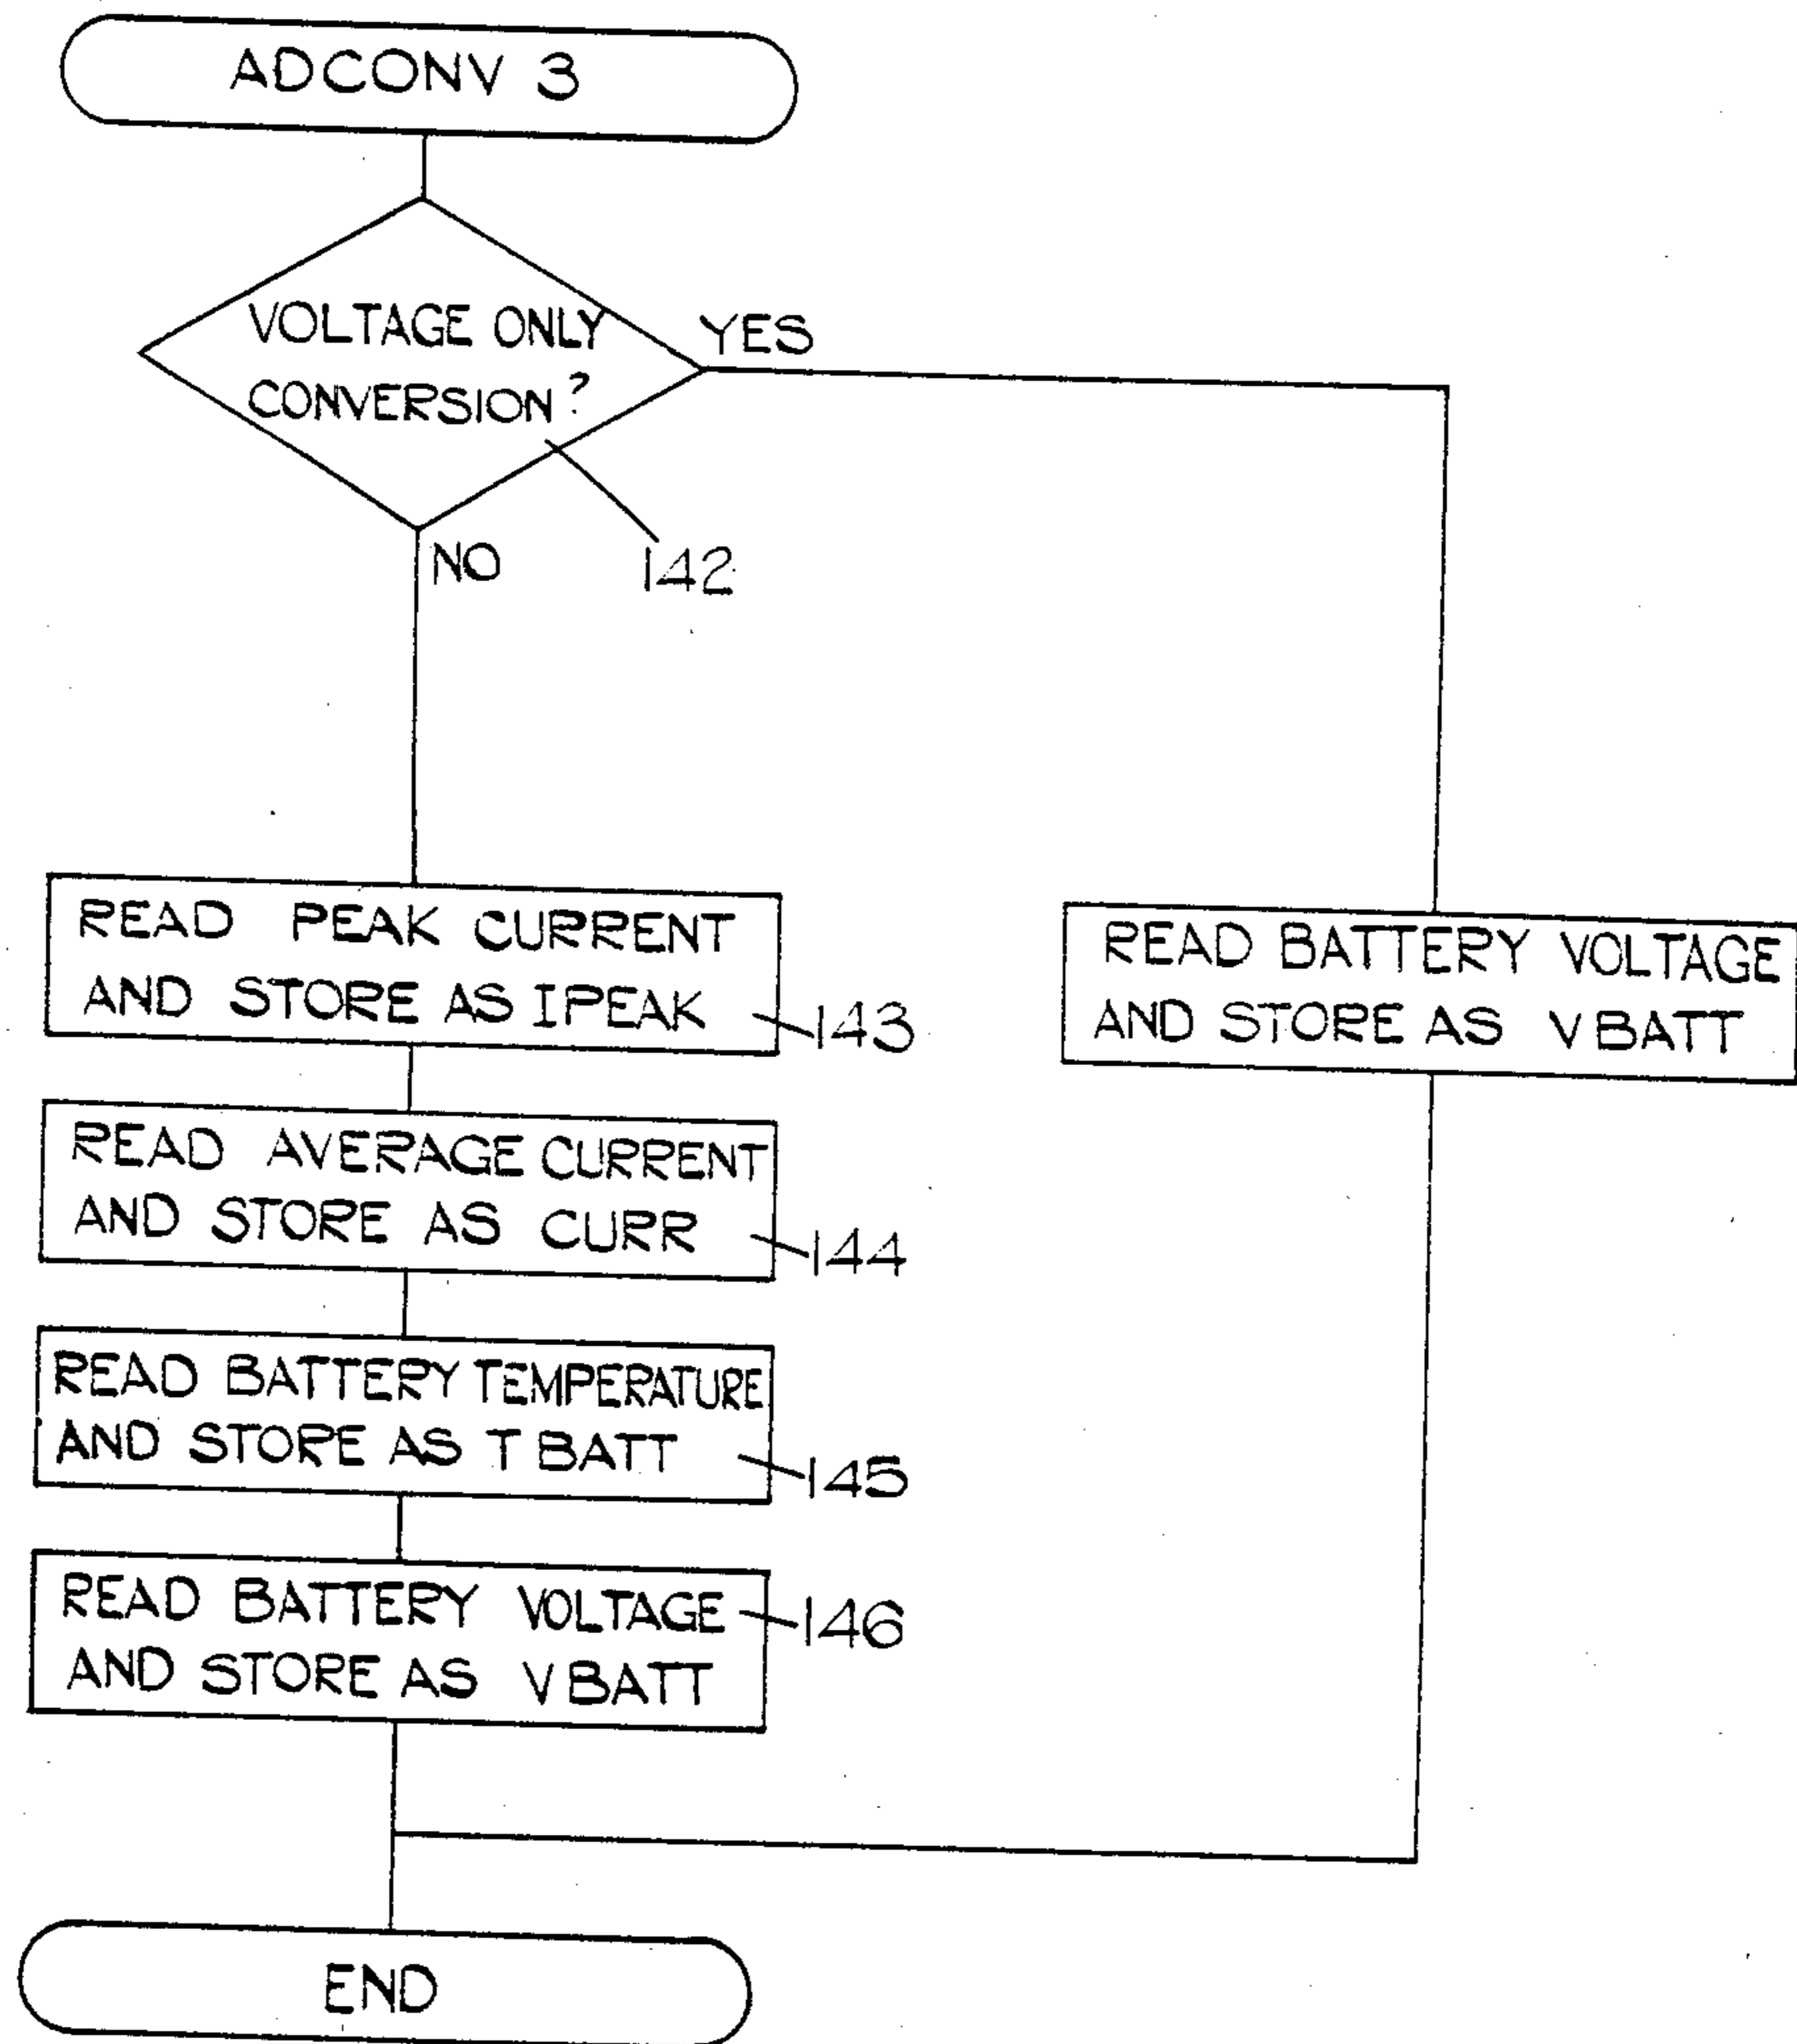 ADCONV 3
VOLTAGE ONLY
CONVERSION?
YES
NO
142
READ PEAK CURRENT
AND STORE AS IPEAK
143
READ BATTERY VOLTAGE
AND STORE AS VBATT
READ AVERAGE CURRENT
AND STORE AS CURR
144
READ BATTERY TEMPERATURE
AND STORE AS T BATT
145
READ BATTERY VOLTAGE
AND STORE AS VBATT
146
END